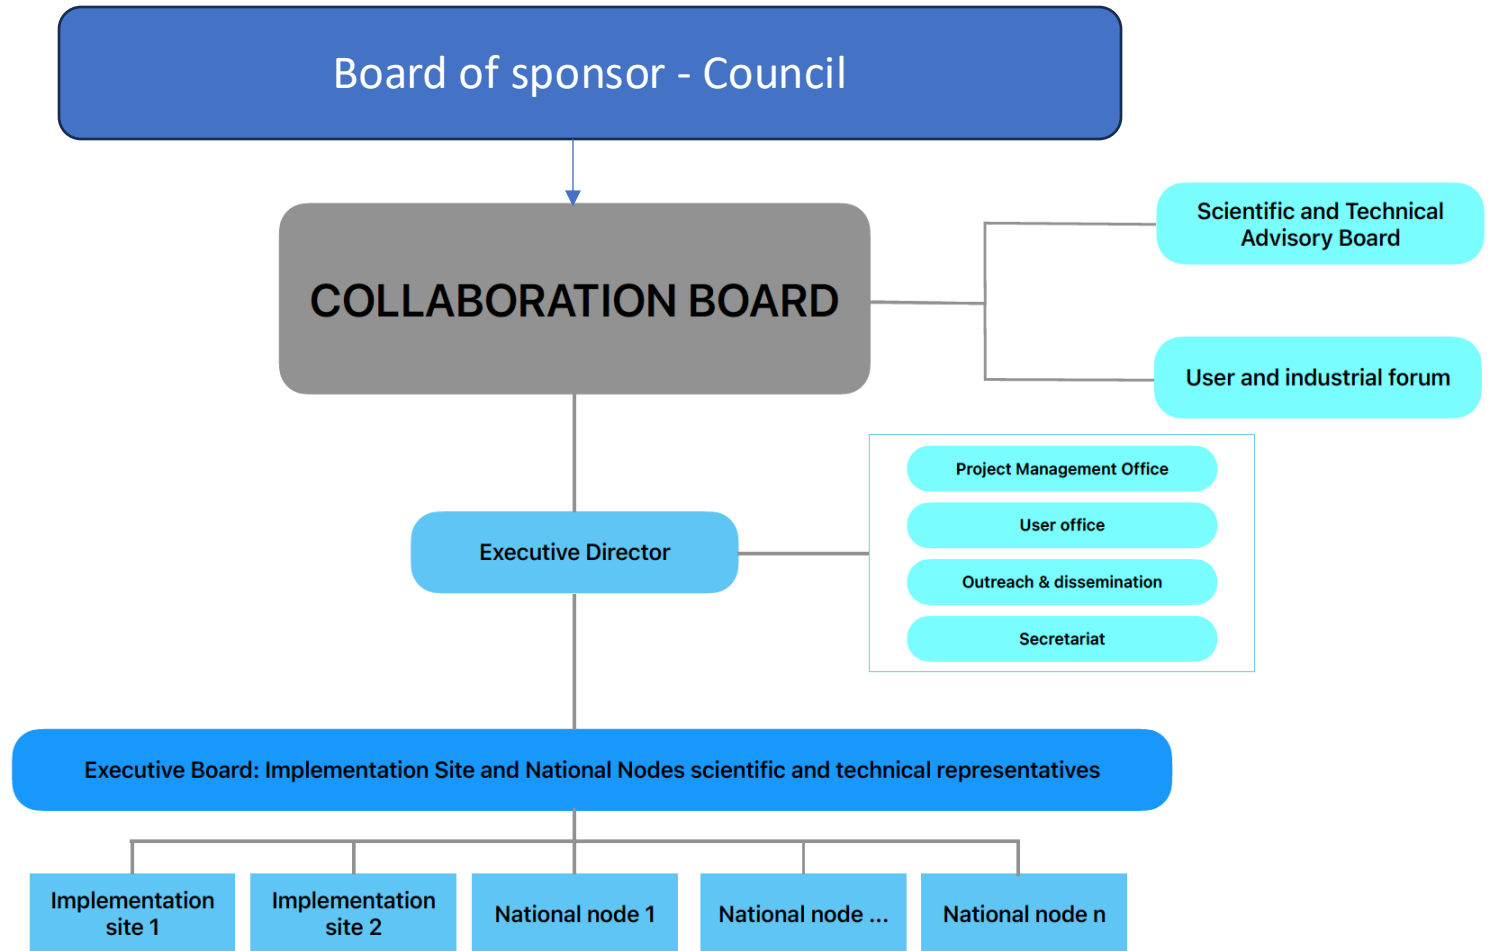 Board of sponsor - Council
Scientific and Technical
Advisory Board
COLLABORATION BOARD
User and industrial forum
Project Management Office
User office
Executive Director
Outreach & dissemination
Secretariat
Executive Board: Implementation Site and National Nodes scientific and technical representatives
Implementation
site 1
Implementation
site 2
National node 1
National node ...
National node n